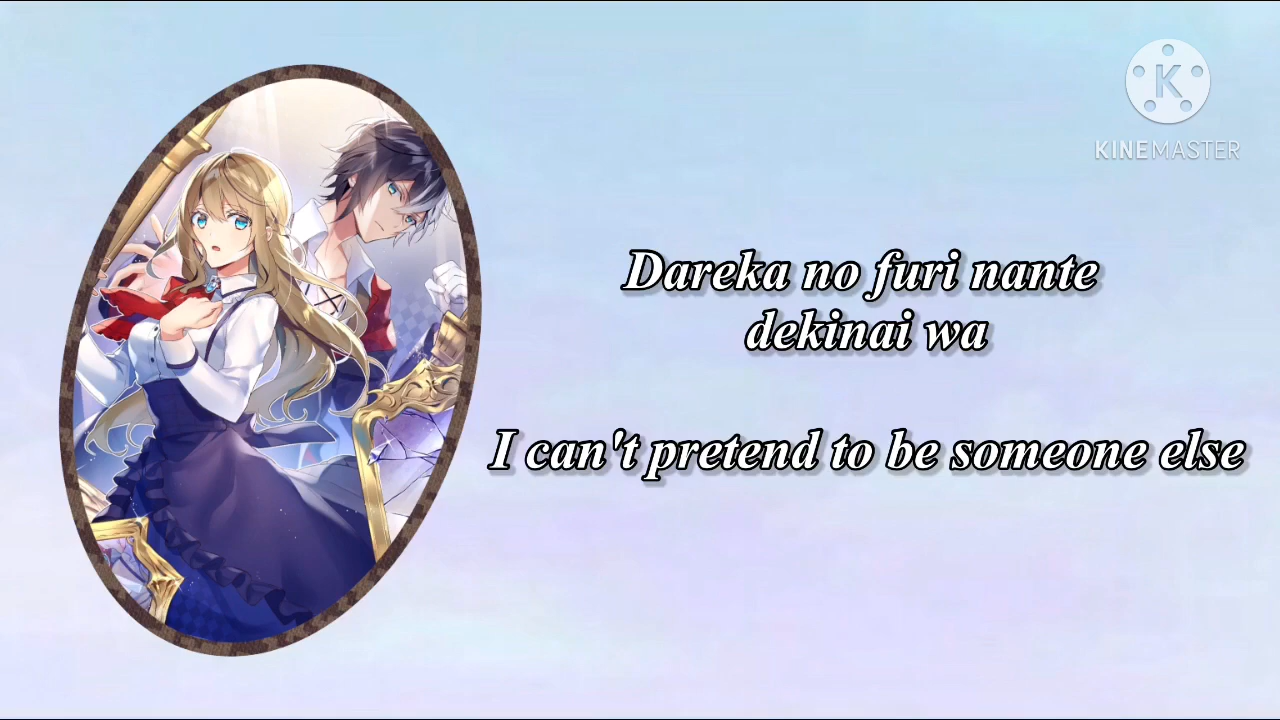 K
KINEMASTER
Dareka no furi nante
dekinai wa
I can't pretend to be someone else